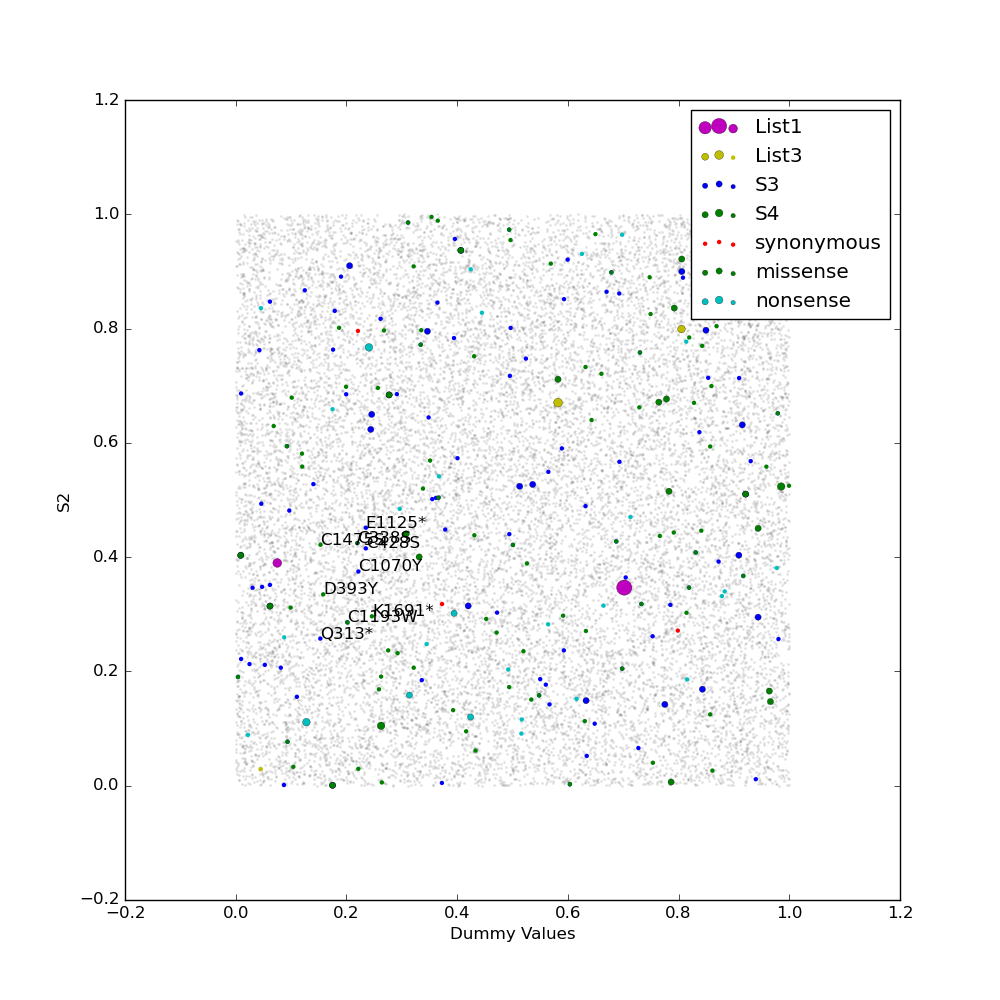 1.2
1.0
0.8
0.6
0.4
0.2
0.0
−0.2
S2
List1
List3
S3
S4
synonymous
missense
nonsense
E1125*
C1475S
C428S
C1070Y
D393Y
K1691*
C1193W
Q313*
−0.2 0.0 0.2 0.4 0.6 0.8 1.0 1.2
Dummy Values